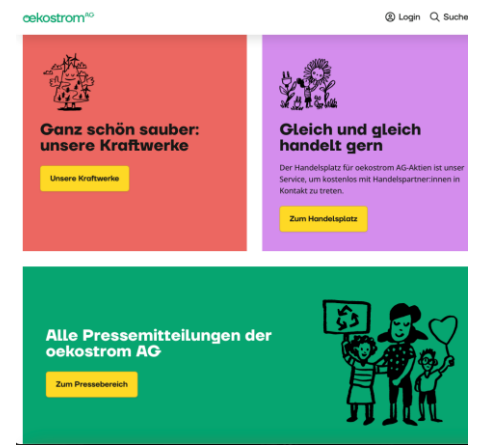 oekostrom AG
Login
Suche
Ganz schön sauber:
unsere Kraftwerke
Unsere Kraftwerke
Gleich und gleich
handelt gern
Der Handelsplatz für oekostrom AG-Aktien ist unser
Service, um kostenlos mit Handelspartner:innen in
Kontakt zu treten.
Zum Handelsplatz
Alle Pressemitteilungen der
oekostrom AG
Zum Pressebereich